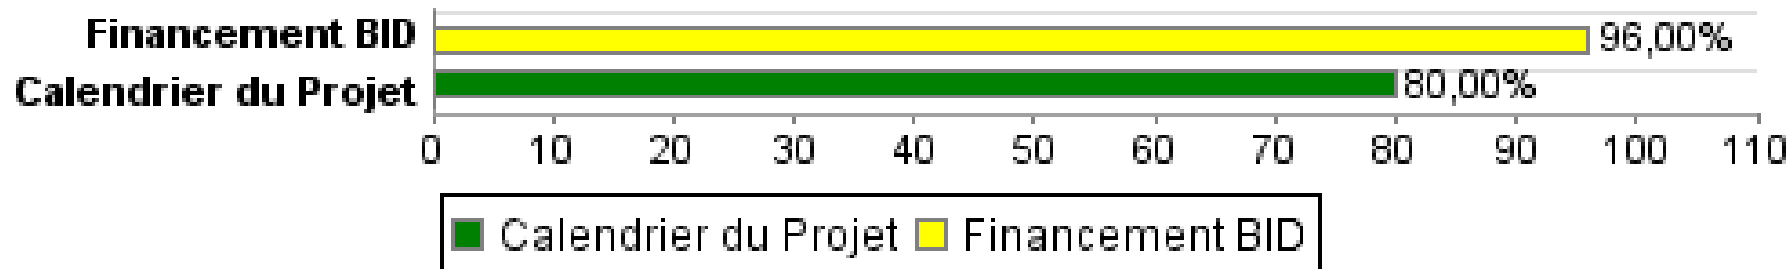 Financement BID 96,00%
Calendrier du Projet 80,00%
0 10 20 30 40 50 60 70 80 90 100 110
Calendrier du Projet Financement BID